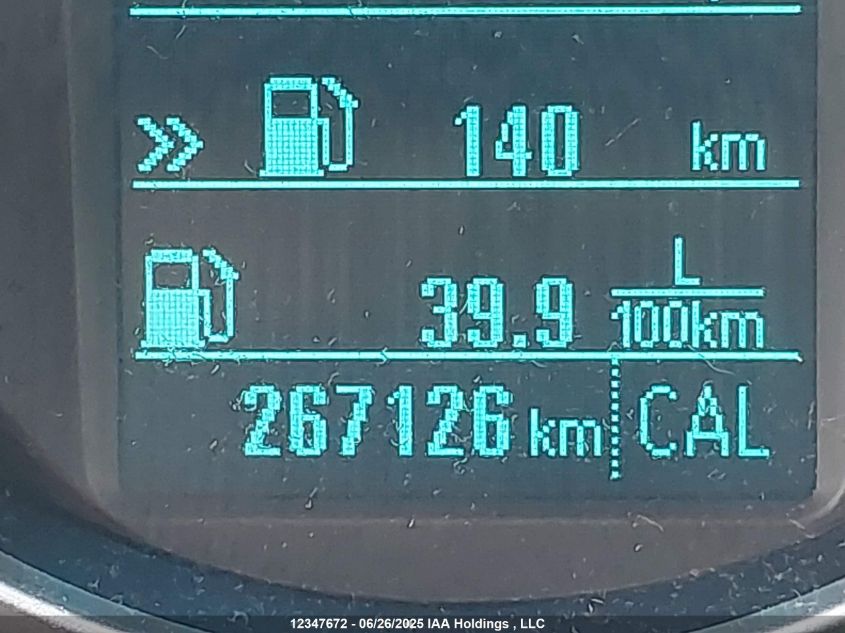 140 km
39.9 L/100km
267126 km CAL
12347672 - 06/26/2025 IAA Holdings , LLC